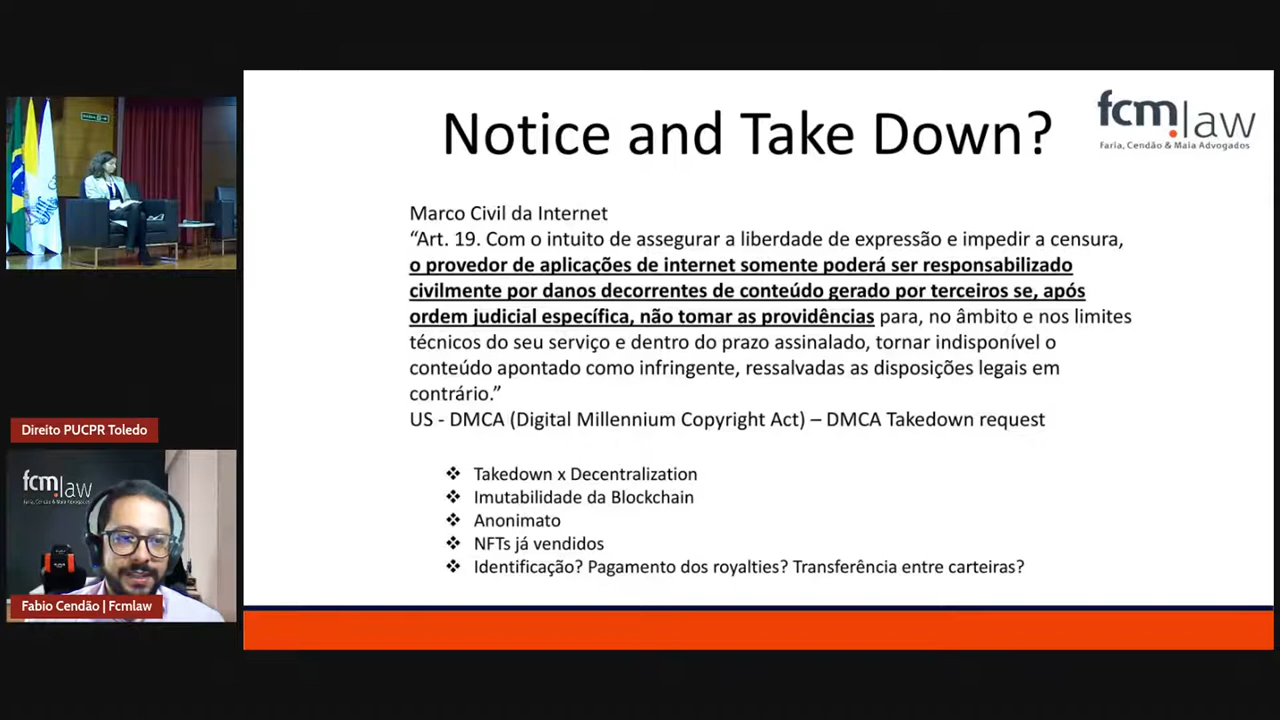 Notice and Take Down?
fcm.law
Faria, Cendão & Maia Advogados
Marco Civil da Internet
“Art. 19. Com o intuito de assegurar a liberdade de expressão e impedir a censura,
o provedor de aplicações de internet somente poderá ser responsabilizado
civilmente por danos decorrentes de conteúdo gerado por terceiros se, após
ordem judicial específica, não tomar as providências para, no âmbito e nos limites
técnicos do seu serviço e dentro do prazo assinalado, tornar indisponível o
conteúdo apontado como infringente, ressalvadas as disposições legais em
contrário.”
US - DMCA (Digital Millennium Copyright Act) – DMCA Takedown request
❖ Takedown x Decentralization
❖ Imutabilidade da Blockchain
❖ Anonimato
❖ NFTs já vendidos
❖ Identificação? Pagamento dos royalties? Transferência entre carteiras?
Direito PUCPR Toledo
fcm.law
Faria, Cendão & Maia Advogados
Fabio Cendão | Fcmlaw